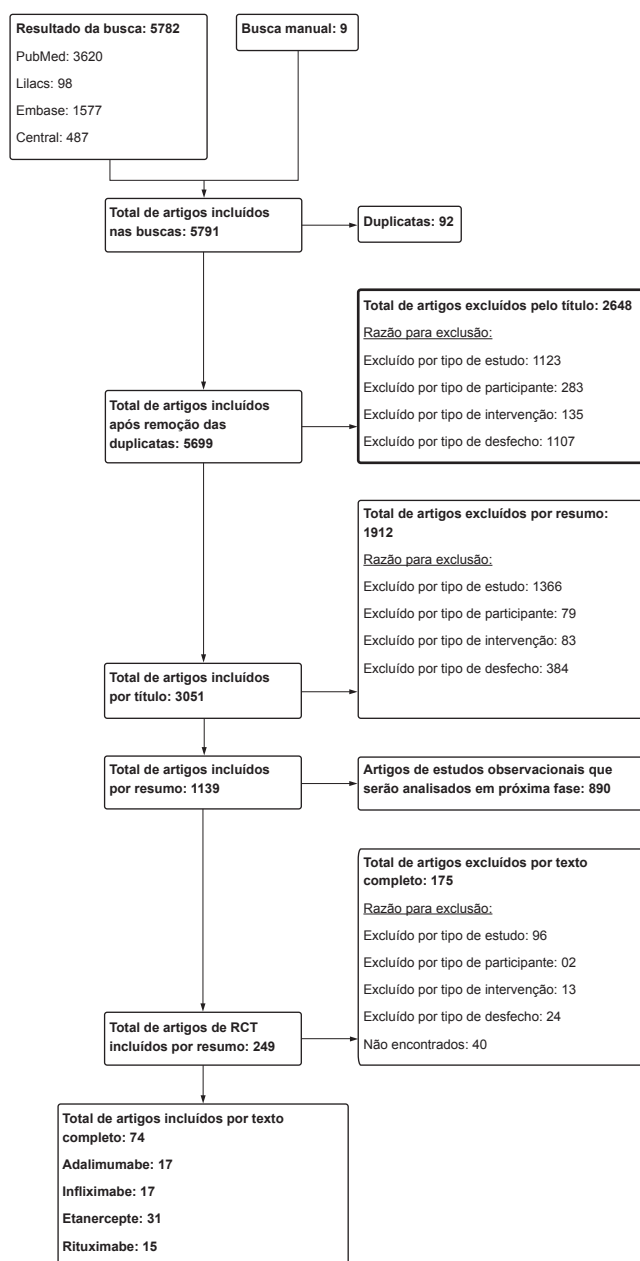 Resultado da busca: 5782
PubMed: 3620
Lilacs: 98
Embase: 1577
Central: 487
Busca manual: 9
Total de artigos incluídos
nas buscas: 5791
Duplicatas: 92
Total de artigos excluídos pelo título: 2648
Razão para exclusão:
Excluído por tipo de estudo: 1123
Excluído por tipo de participante: 283
Excluído por tipo de intervenção: 135
Excluído por tipo de desfecho: 1107
Total de artigos incluídos
após remoção das
duplicatas: 5699
Total de artigos excluídos por resumo:
1912
Razão para exclusão:
Excluído por tipo de estudo: 1366
Excluído por tipo de participante: 79
Excluído por tipo de intervenção: 83
Excluído por tipo de desfecho: 384
Total de artigos incluídos
por título: 3051
Total de artigos incluídos
por resumo: 1139
Artigos de estudos observacionais que
serão analisados em próxima fase: 890
Total de artigos excluídos por texto
completo: 175
Razão para exclusão:
Excluído por tipo de estudo: 96
Excluído por tipo de participante: 02
Excluído por tipo de intervenção: 13
Excluído por tipo de desfecho: 24
Não encontrados: 40
Total de artigos de RCT
incluídos por resumo: 249
Total de artigos incluídos por texto
completo: 74
Adalimumabe: 17
Infliximabe: 17
Etanercepte: 31
Rituximabe: 15